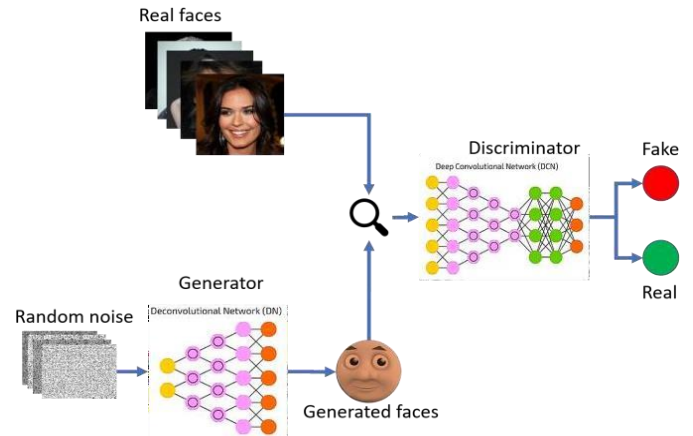 Real faces
Discriminator
Deep Convolutional Network (DCN)
Fake
Real
Generator
Deconvolutional Network (DN)
Random noise
Generated faces